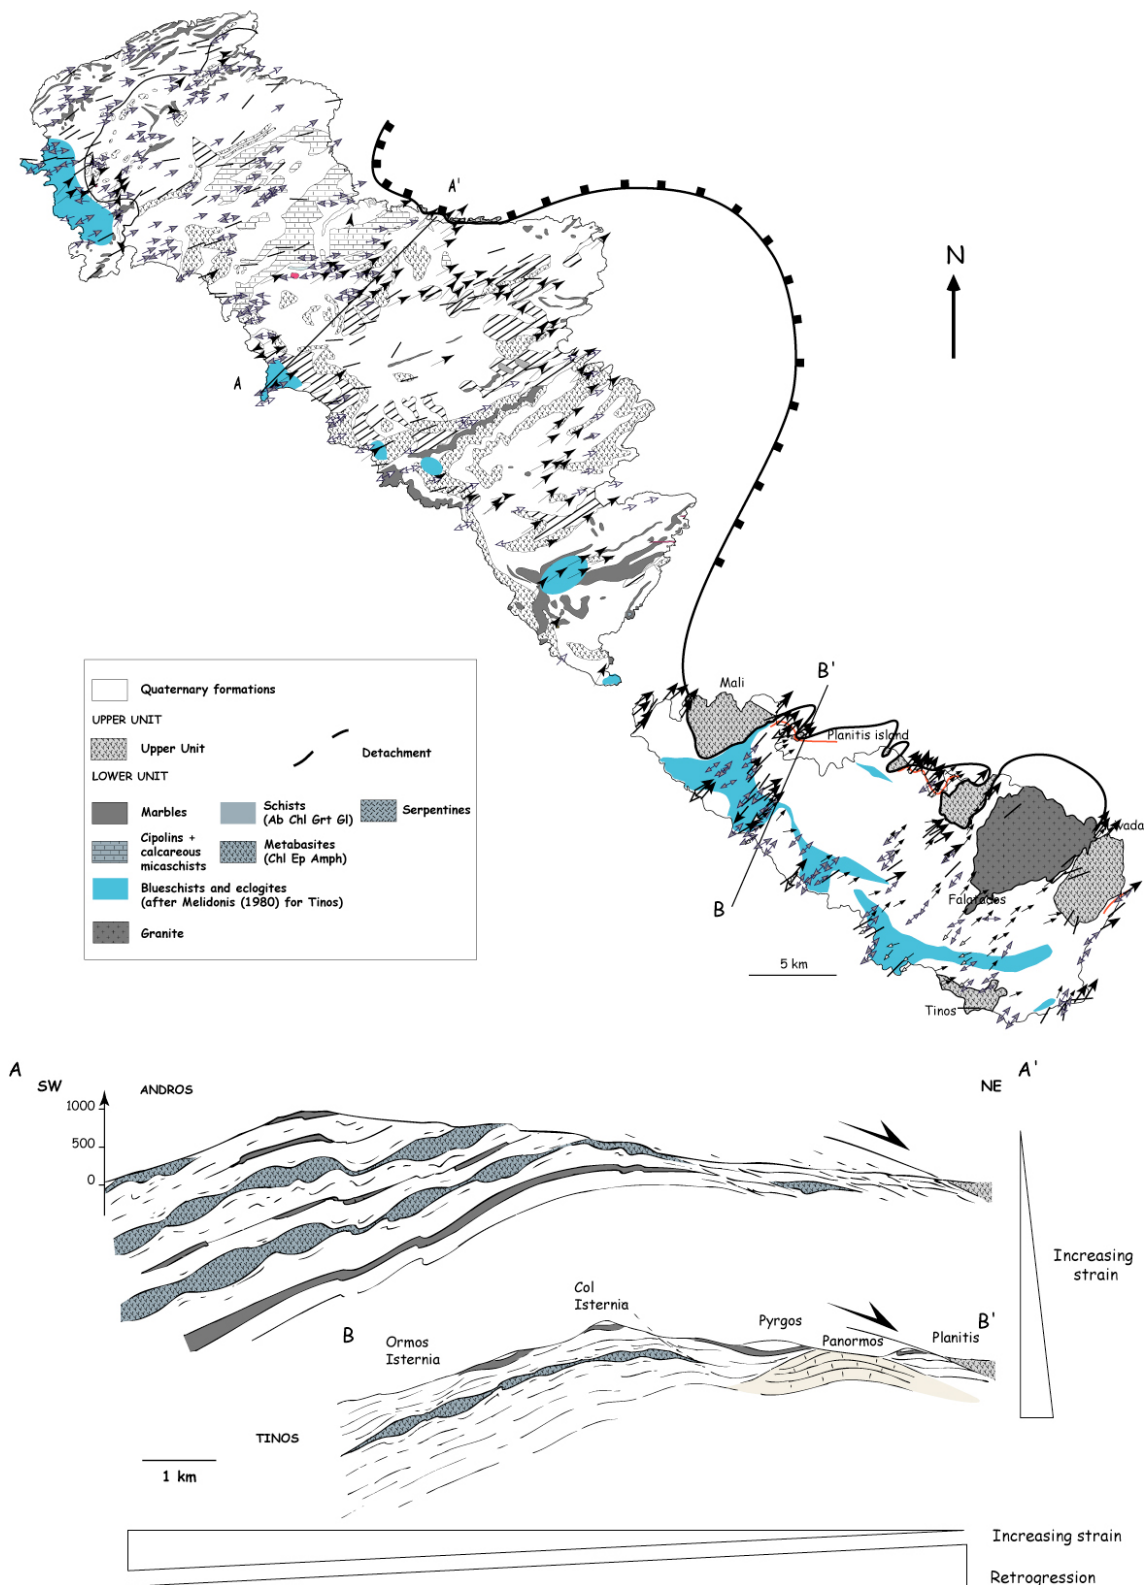 A'
N
A
B'
Mali
Planitis island
vada
Falatados
B
5 km
Tinos
Quaternary formations
UPPER UNIT
Upper Unit
Detachment
LOWER UNIT
Marbles
Schists
(Ab Chl Grt Gl)
Serpentines
Cipolins +
calcareous
micaschists
Metabasites
(Chl Ep Amph)
Blueschists and eclogites
(after Melidonis (1980) for Tinos)
Granite
A
SW
ANDROS
NE
A'
1000
500
0
Increasing
strain
Col
Isternia
B
Ormos
Isternia
Pyrgos
Panormos
Planitis
B'
TINOS
1 km
Increasing strain
Retrogression